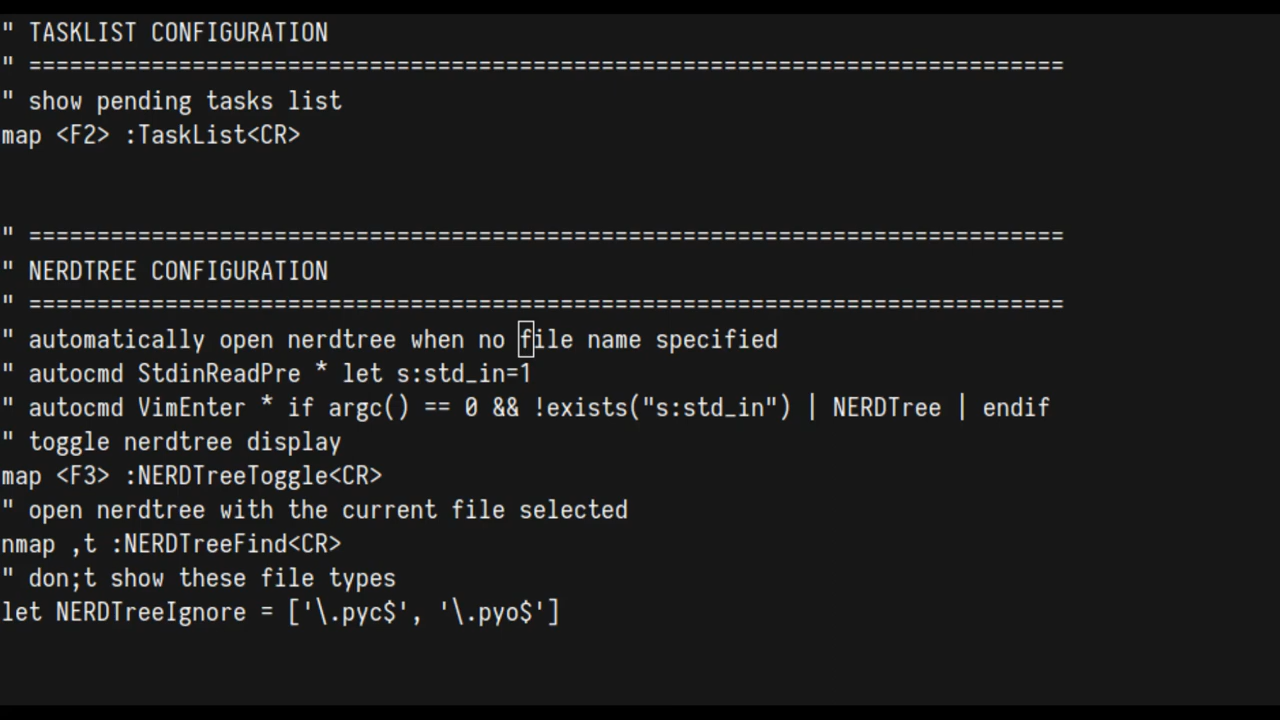 " TASKLIST CONFIGURATION
" ============================================================================
" show pending tasks list
map <F2> :TaskList<CR>
" ============================================================================
" NERDTREE CONFIGURATION
" ============================================================================
" automatically open nerdtree when no file name specified
" autocmd StdinReadPre * let s:std_in=1
" autocmd VimEnter * if argc() == 0 && !exists("s:std_in") | NERDTree | endif
" toggle nerdtree display
map <F3> :NERDTreeToggle<CR>
" open nerdtree with the current file selected
nmap ,t :NERDTreeFind<CR>
" don;t show these file types
let NERDTreeIgnore = ['\.pyc$', '\.pyo$']